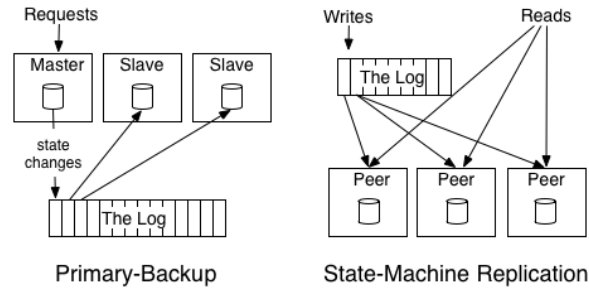 Requests
Master
Slave
Slave
state
changes
The Log
Primary-Backup
Writes
Reads
The Log
Peer
Peer
Peer
State-Machine Replication